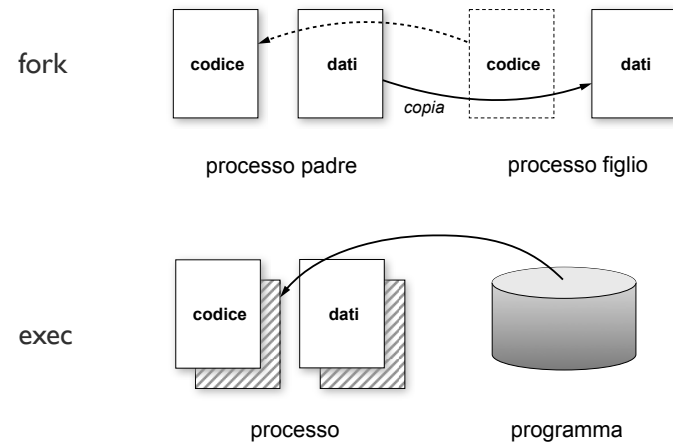 fork
codice
dati
codice
dati
copia
processo padre
processo figlio
exec
codice
dati
processo
programma